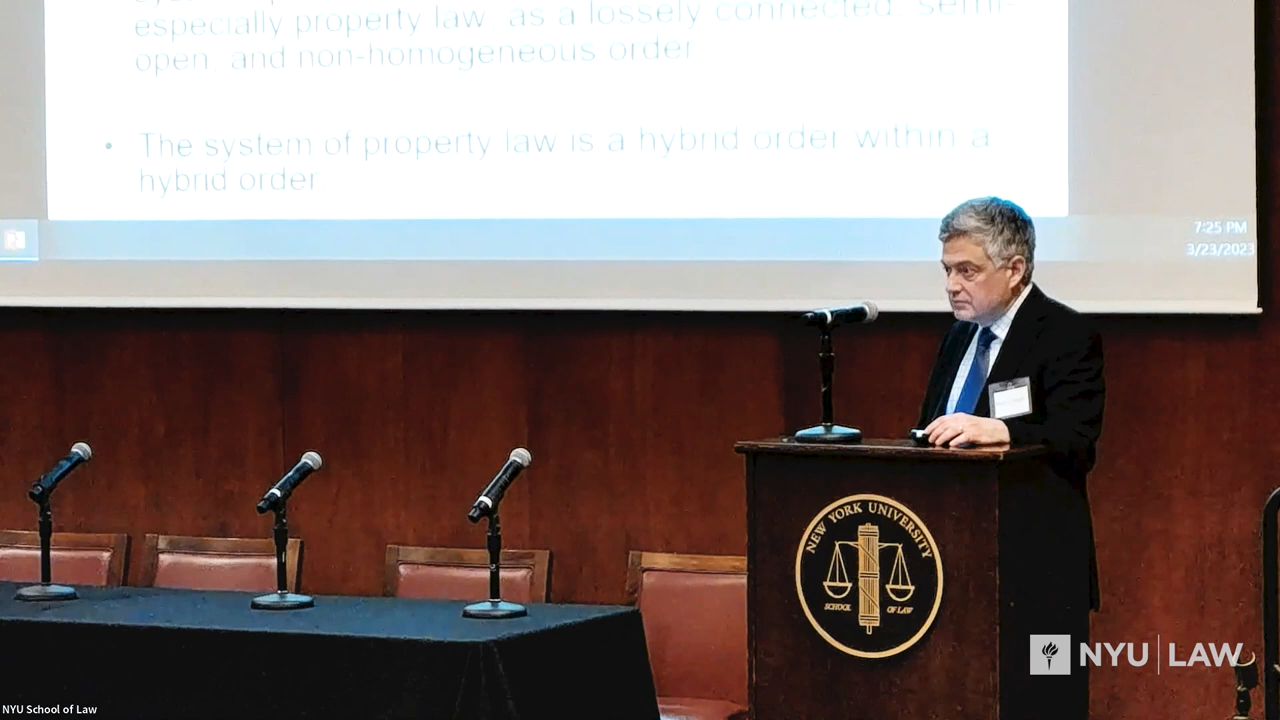 especially property law, as a lossely connected, semi-
open, and non-homogeneous order
• The system of property law is a hybrid order within a
hybrid order
7:25 PM
3/23/2023
NEW YORK UNIVERSITY
SCHOOL OF LAW
NYU LAW
NYU School of Law